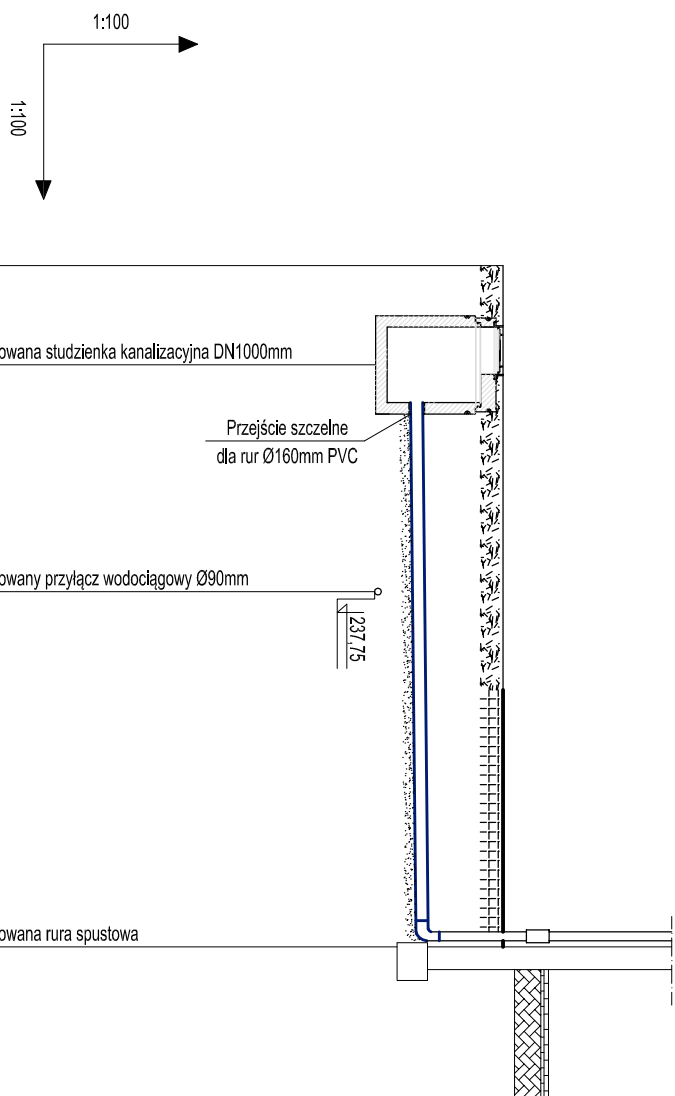 1:100
1:100
owana studzienka kanalizacyjna DN1000mm
Przejście szczelne
dla rur Ø160mm PVC
owany przyłącz wodociągowy Ø90mm
237,75
owana rura spustowa